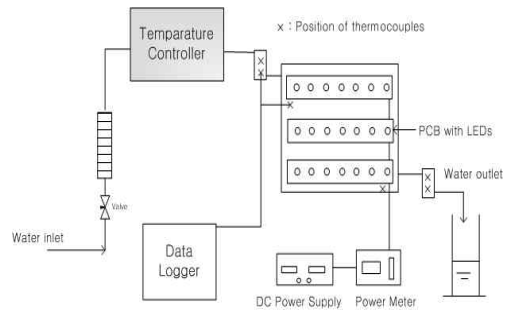 Temparature
Controller
x : Position of thermocouples
PCB with LEDs
Water outlet
Valve
Water inlet
Data
Logger
DC Power Supply
Power Meter